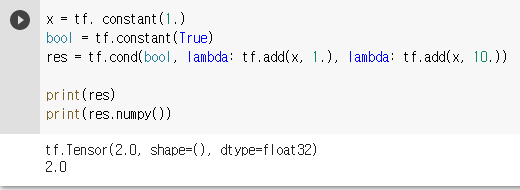 x = tf. constant(1.)
bool = tf.constant(True)
res = tf.cond(bool, lambda: tf.add(x, 1.), lambda: tf.add(x, 10.))
print(res)
print(res.numpy())
tf.Tensor(2.0, shape=(), dtype=float32)
2.0